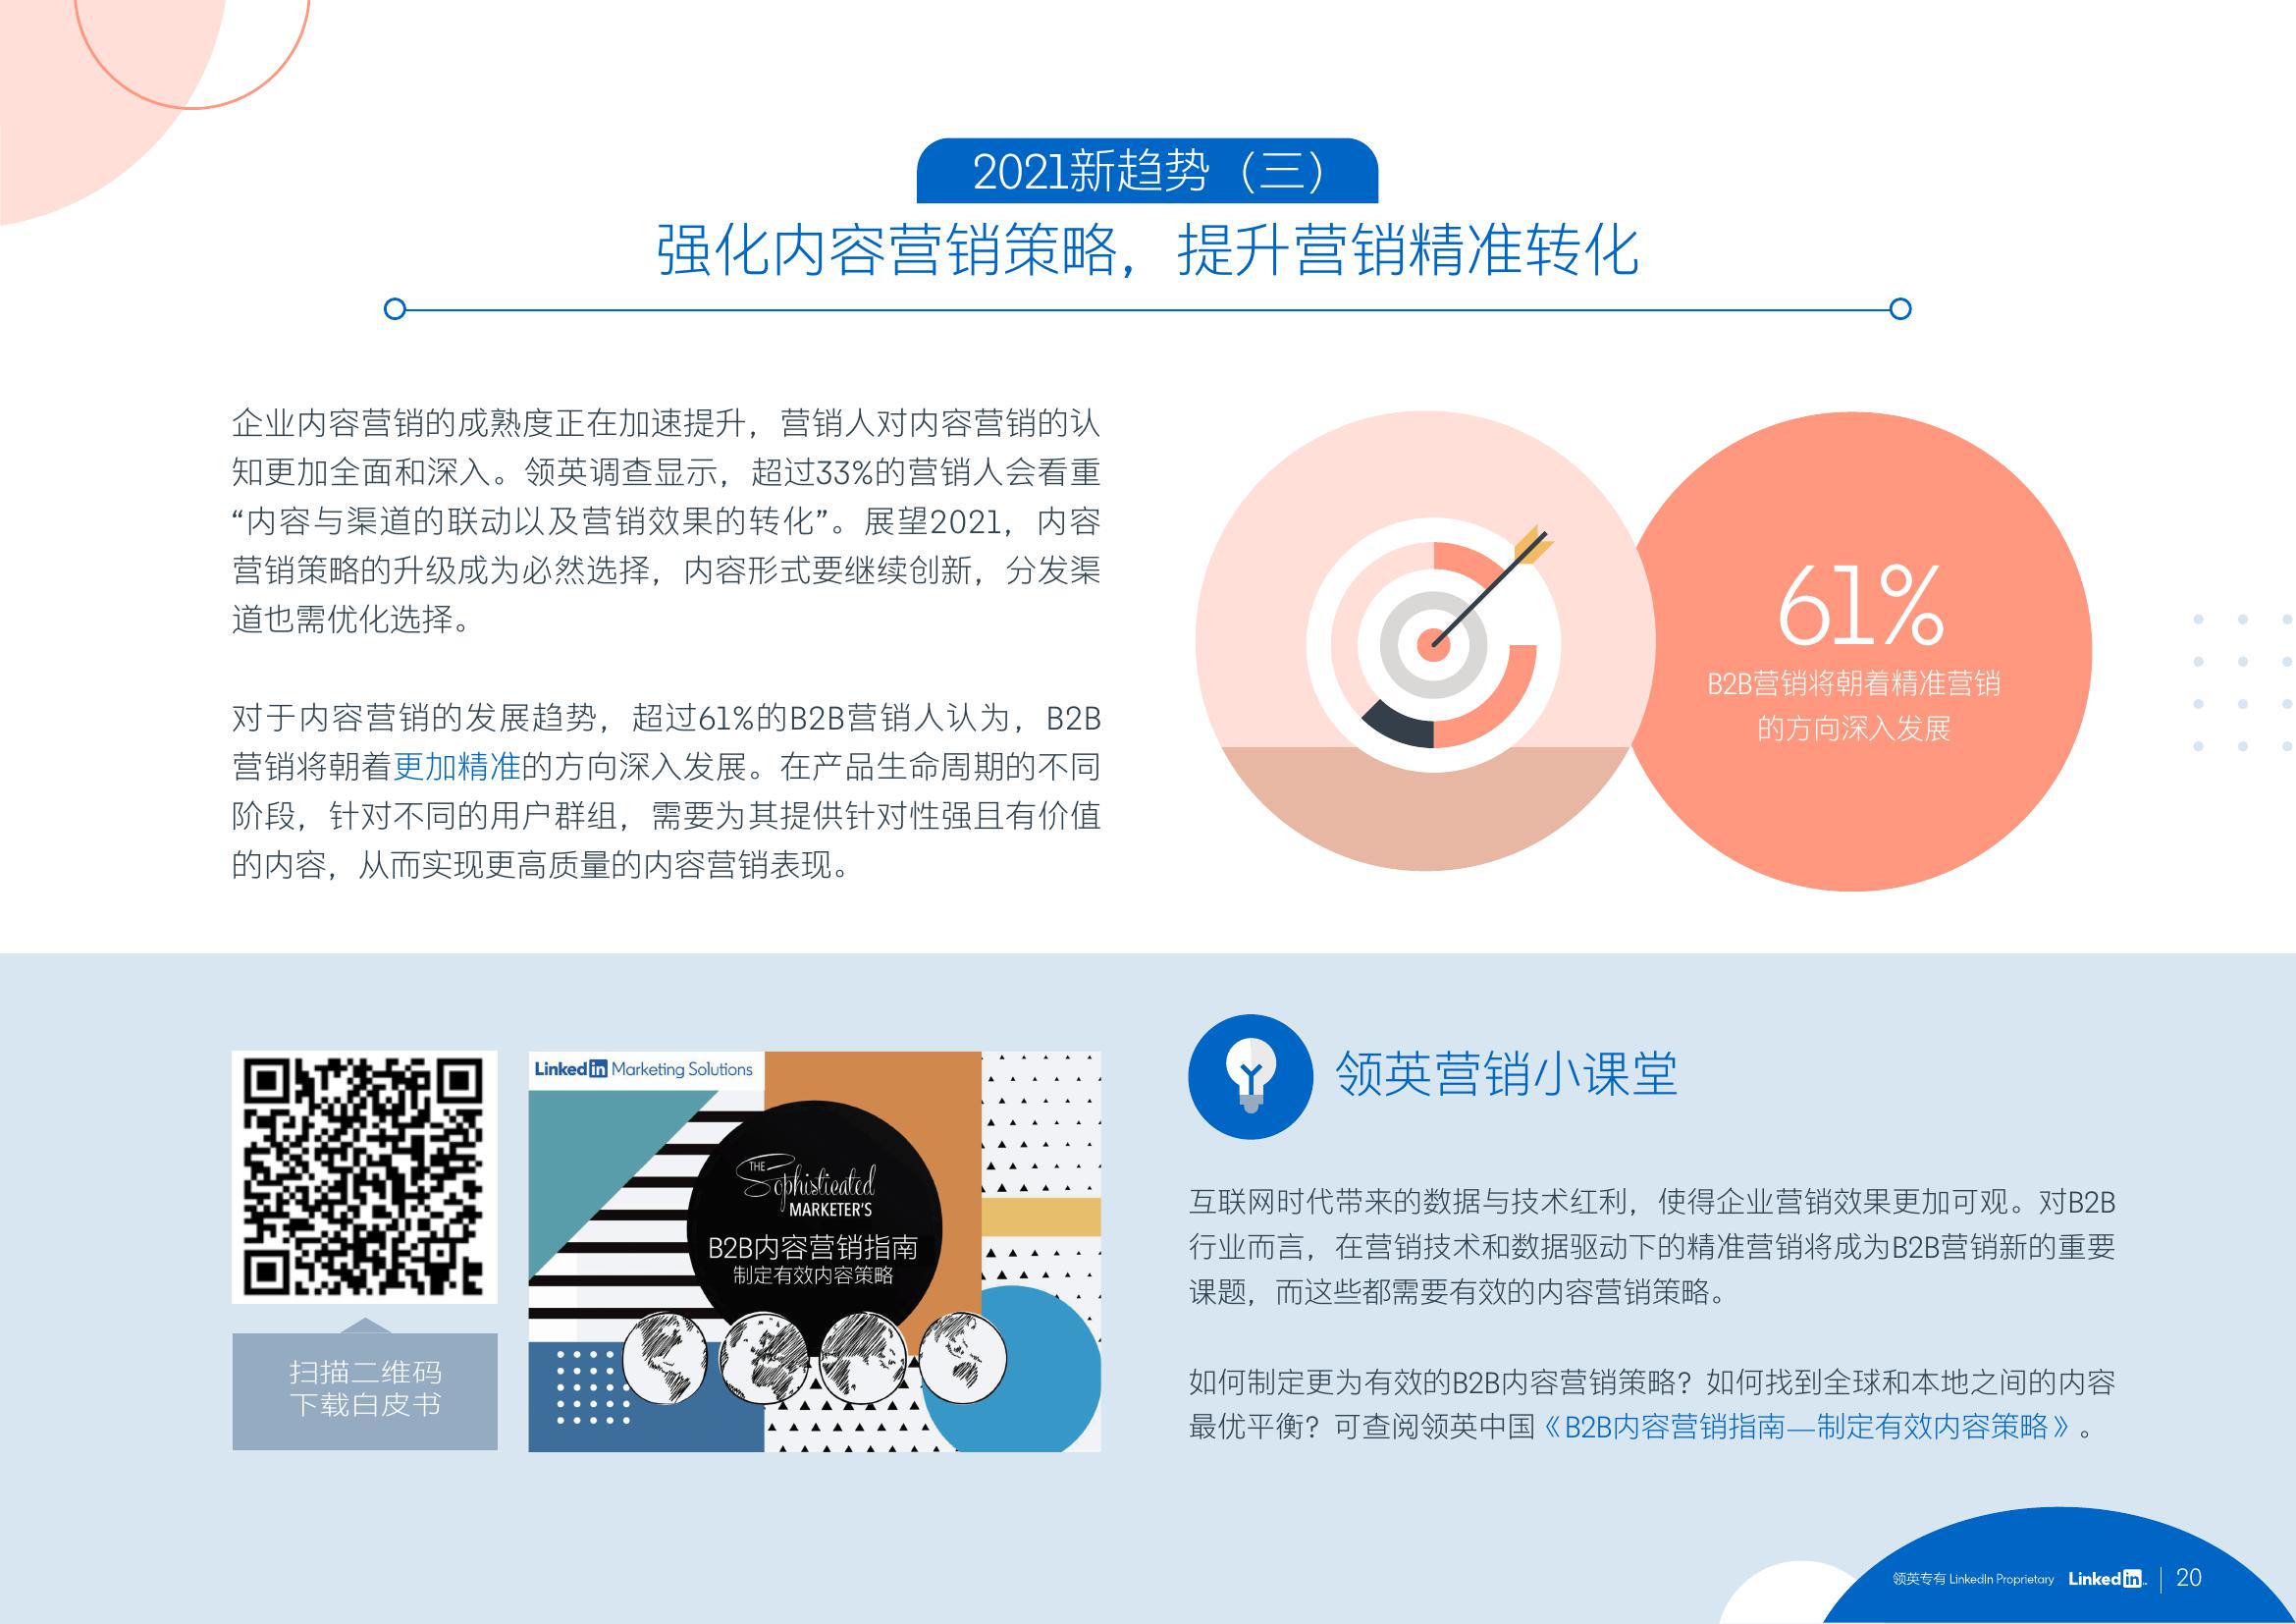 2021新趋势（三）
强化内容营销策略，提升营销精准转化
企业内容营销的成熟度正在加速提升，营销人对内容营销的认
知更加全面和深入。领英调查显示，超过33%的营销人会看重
“内容与渠道的联动以及营销效果的转化”。展望2021，内容
营销策略的升级成为必然选择，内容形式要继续创新，分发渠
道也需优化选择。
对于内容营销的发展趋势，超过61%的B2B营销人认为，B2B
营销将朝着更加精准的方向深入发展。在产品生命周期的不同
阶段，针对不同的用户群组，需要为其提供针对性强且有价值
的内容，从而实现更高质量的内容营销表现。
61%
B2B营销将朝着精准营销
的方向深入发展
扫描二维码
下载白皮书
Linkedin Marketing Solutions
THE
Sophisticated
MARKETER'S
B2B内容营销指南
制定有效内容策略
领英营销小课堂
互联网时代带来的数据与技术红利，使得企业营销效果更加可观。对B2B
行业而言，在营销技术和数据驱动下的精准营销将成为B2B营销新的重要
课题，而这些都需要有效的内容营销策略。
如何制定更为有效的B2B内容营销策略？如何找到全球和本地之间的内容
最优平衡？可查阅领英中国《B2B内容营销指南—制定有效内容策略》。
领英专有 LinkedIn Proprietary Linkedin 20